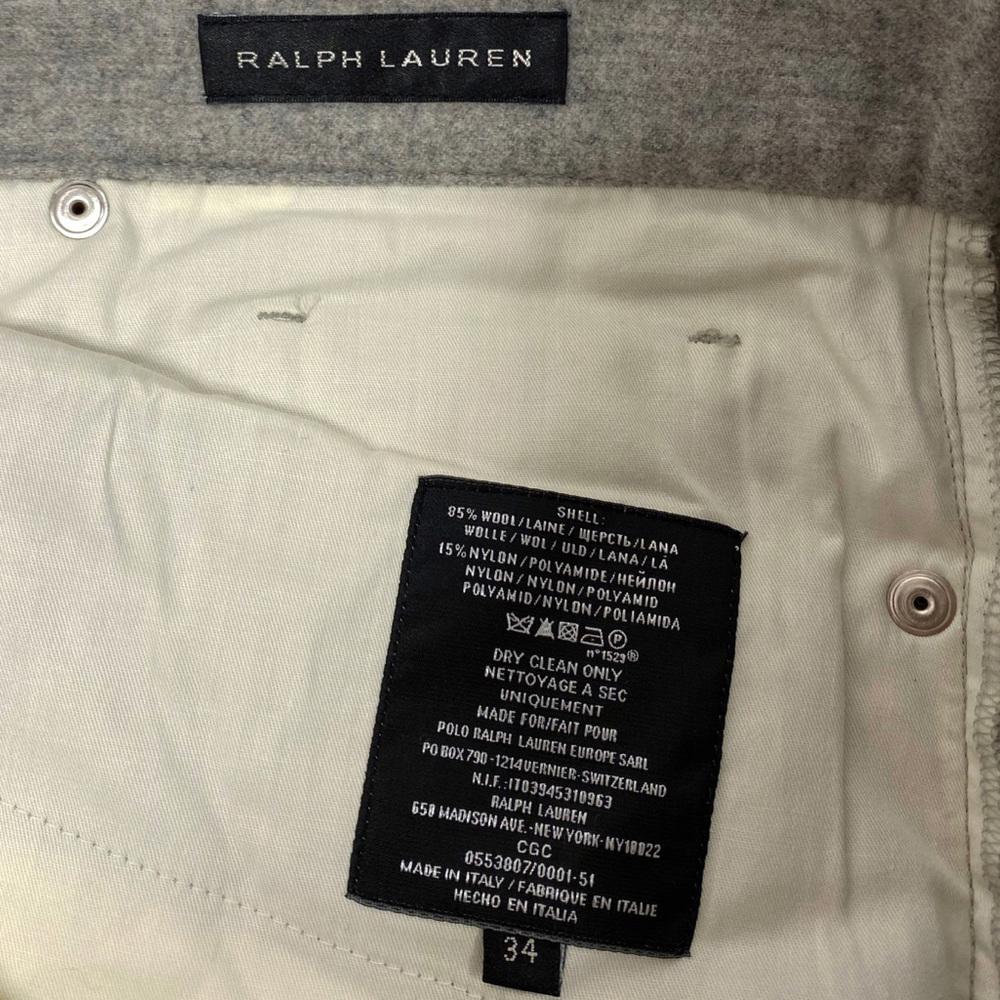 RALPH LAUREN
SHELL:
85% WOOL/LAINE/ШЕРСТЬ/LANA
WOLLE/WOL/ULD/LANA/LÃ
15% NYLON/POLYAMIDE/НЕЙЛОН
NYLON/NYLON/POLYAMID
POLYAMID/NYLON/POLIAMIDA
P
n°1529®
DRY CLEAN ONLY
NETTOYAGE A SEC
UNIQUEMENT
MADE FOR/FAIT POUR
POLO RALPH LAUREN EUROPE SARL
PO BOX 790-1214 VERNIER-SWITZERLAND
N.I.F.:IT03945310963
RALPH LAUREN
650 MADISON AVE.-NEW YORK-NY10022
CGC
0553807/0001-51
MADE IN ITALY/FABRIQUE EN ITALIE
HECHO EN ITALIA
34